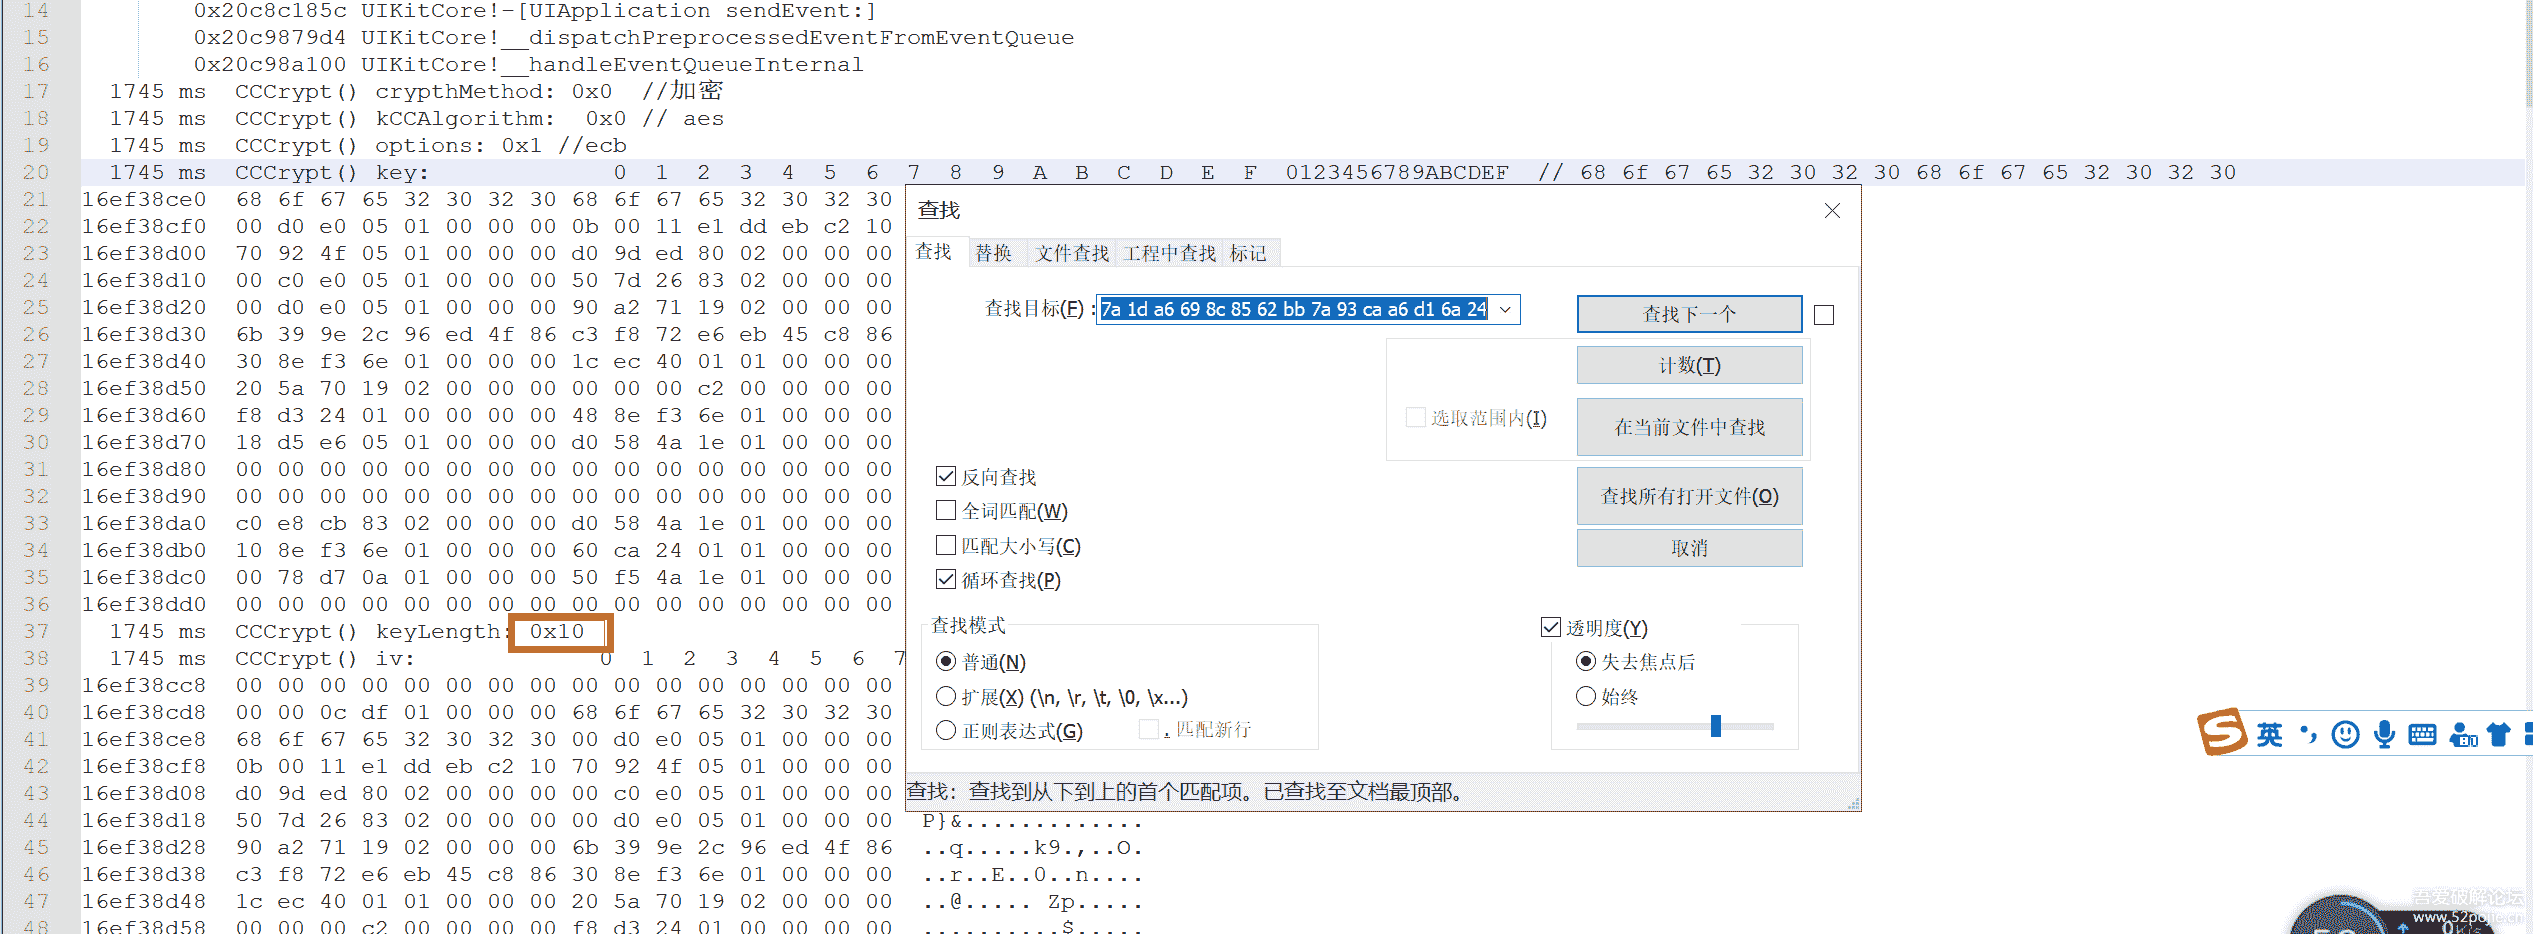 14 0x20c8c185c UIKitCore!-[UIApplication sendEvent:]
15 0x20c9879d4 UIKitCore!__dispatchPreprocessedEventFromEventQueue
16 0x20c98a100 UIKitCore!__handleEventQueueInternal
17 1745 ms CCCrypt() crypthMethod: 0x0 //加密
18 1745 ms CCCrypt() kCCAlgorithm: 0x0 // aes
19 1745 ms CCCrypt() options: 0x1 //ecb
20 1745 ms CCCrypt() key: 0 1 2 3 4 5 6 7 8 9 A B C D E F 0123456789ABCDEF // 68 6f 67 65 32 30 32 30 68 6f 67 65 32 30 32 30
21 16ef38ce0 68 6f 67 65 32 30 32 30 68 6f 67 65 32 30 32 30
22 16ef38cf0 00 d0 e0 05 01 00 00 00 0b 00 11 e1 dd eb c2 10
23 16ef38d00 70 92 4f 05 01 00 00 00 d0 9d ed 80 02 00 00 00
24 16ef38d10 00 c0 e0 05 01 00 00 00 50 7d 26 83 02 00 00 00
25 16ef38d20 00 d0 e0 05 01 00 00 00 90 a2 71 19 02 00 00 00
26 16ef38d30 6b 39 9e 2c 96 ed 4f 86 c3 f8 72 e6 eb 45 c8 86
27 16ef38d40 30 8e f3 6e 01 00 00 00 1c ec 40 01 01 00 00 00
28 16ef38d50 20 5a 70 19 02 00 00 00 00 00 00 c2 00 00 00 00
29 16ef38d60 f8 d3 24 01 00 00 00 00 48 8e f3 6e 01 00 00 00
30 16ef38d70 18 d5 e6 05 01 00 00 00 d0 58 4a 1e 01 00 00 00
31 16ef38d80 00 00 00 00 00 00 00 00 00 00 00 00 00 00 00 00
32 16ef38d90 00 00 00 00 00 00 00 00 00 00 00 00 00 00 00 00
33 16ef38da0 c0 e8 cb 83 02 00 00 00 d0 58 4a 1e 01 00 00 00
34 16ef38db0 10 8e f3 6e 01 00 00 00 60 ca 24 01 01 00 00 00
35 16ef38dc0 00 78 d7 0a 01 00 00 00 50 f5 4a 1e 01 00 00 00
36 16ef38dd0 00 00 00 00 00 00 00 00 00 00 00 00 00 00 00 00
37 1745 ms CCCrypt() keyLength: 0x10
38 1745 ms CCCrypt() iv: 0 1 2 3 4 5 6 7
39 16ef38cc8 00 00 00 00 00 00 00 00 00 00 00 00 00 00 00 00
40 16ef38cd8 00 00 0c df 01 00 00 00 68 6f 67 65 32 30 32 30
41 16ef38ce8 68 6f 67 65 32 30 32 30 00 d0 e0 05 01 00 00 00
42 16ef38cf8 0b 00 11 e1 dd eb c2 10 70 92 4f 05 01 00 00 00
43 16ef38d08 d0 9d ed 80 02 00 00 00 00 c0 e0 05 01 00 00 00
44 16ef38d18 50 7d 26 83 02 00 00 00 00 d0 e0 05 01 00 00 00 P}&.............
45 16ef38d28 90 a2 71 19 02 00 00 00 6b 39 9e 2c 96 ed 4f 86 ..q.....k9.,..O.
46 16ef38d38 c3 f8 72 e6 eb 45 c8 86 30 8e f3 6e 01 00 00 00 ..r..E..0..n....
47 16ef38d48 1c ec 40 01 01 00 00 00 20 5a 70 19 02 00 00 00 ..@..... Zp.....
48 16ef38d58 00 00 00 c2 00 00 00 00 f8 d3 24 01 00 00 00 00 ..........$.....
查找
查找 替换 文件查找 工程中查找 标记
查找目标(F) : 7a 1d a6 69 8c 85 62 bb 7a 93 ca a6 d1 6a 24
查找下一个
计数(T)
选取范围内(I)
在当前文件中查找
反向查找
查找所有打开文件(O)
全词匹配(W)
匹配大小写(C)
取消
循环查找(P)
查找模式
透明度(Y)
普通(N)
失去焦点后
扩展(X) (\n, \r, \t, \0, \x...)
始终
正则表达式(G)
. 匹配新行
查找：查找到从下到上的首个匹配项。已查找至文档最顶部。
S 英
吾爱破解论坛
www.52pojie.cn